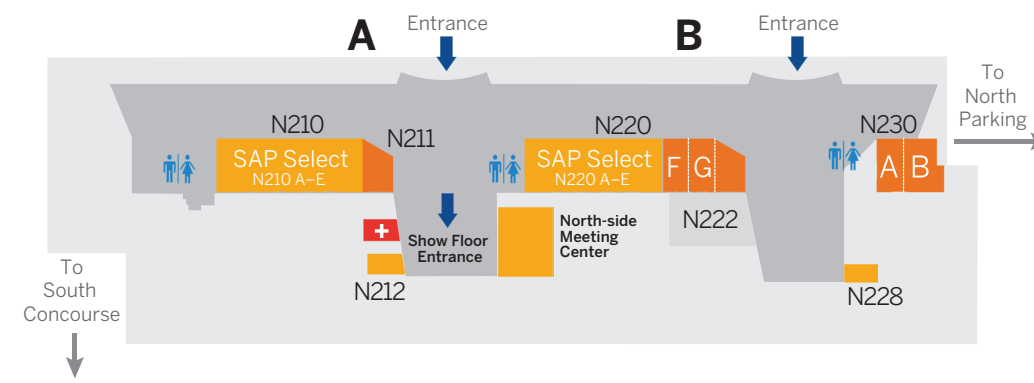 A
Entrance
B
Entrance
To
North
Parking
N210
N211
N220
N230
SAP Select
N210 A–E
SAP Select
N220 A–E
F
G
A
B
North-side
Meeting
Center
N222
Show Floor
Entrance
To
South
Concourse
N212
N228